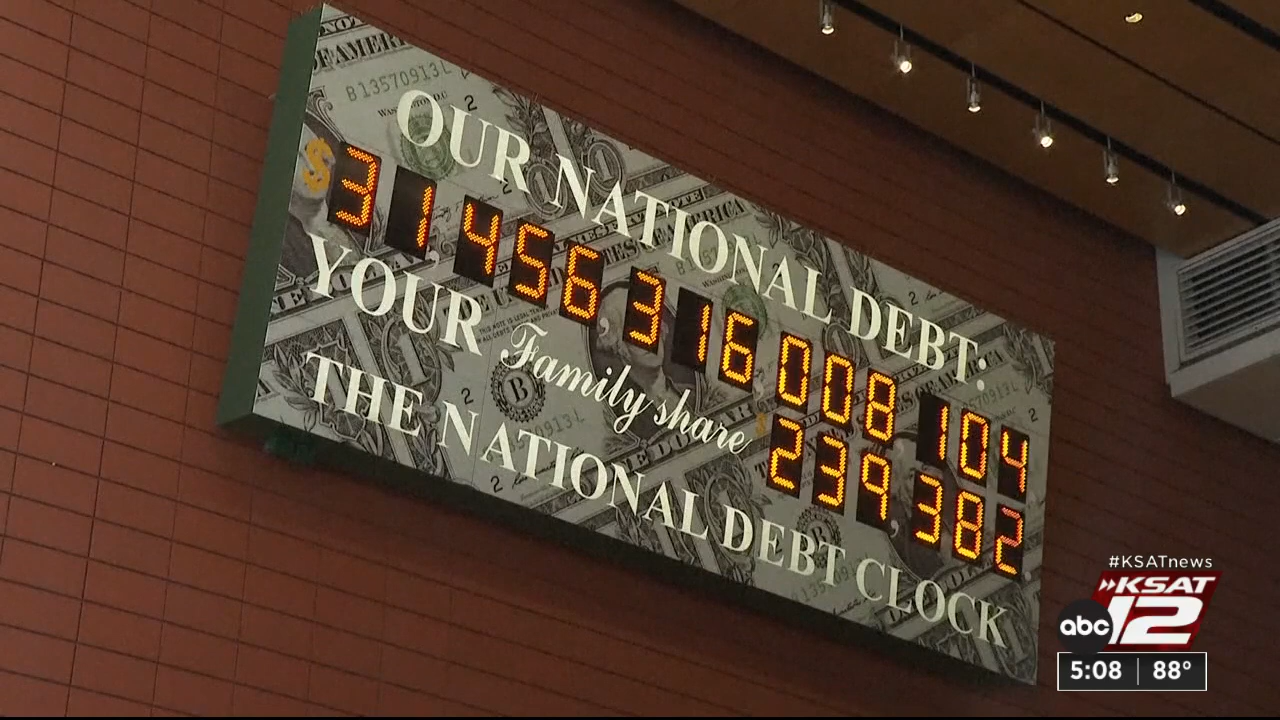 OUR NATIONAL DEBT:
$31 456 316 008 104
YOUR Family share $239,382
THE NATIONAL DEBT CLOCK
B13570913L
#KSATnews
KSAT
abc 12
5:08 88°